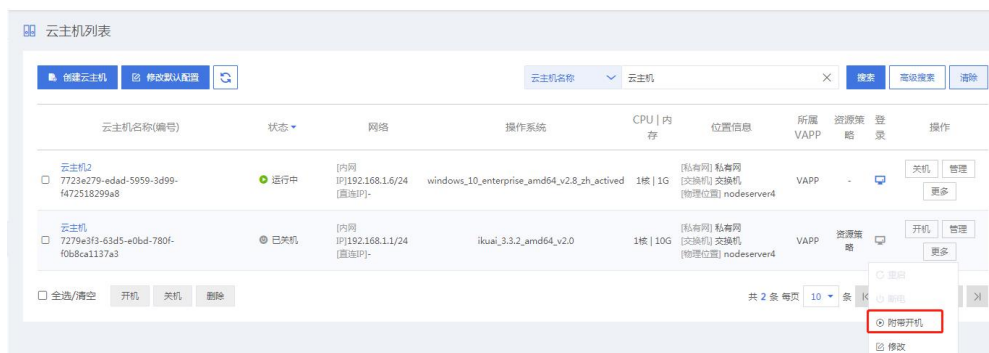 云主机列表
创建云主机 修改默认配置 云主机名称 云主机 搜索 高级搜索 清除
云主机名称(编号) 状态 网络 操作系统 CPU | 内存 位置信息 所属VAPP 资源策略 登录 操作
云主机2
7723e279-edad-5959-3d99-
f472518299a8
运行中
[内网
IP]192.168.1.6/24
[直连IP]-
windows_10_enterprise_amd64_v2.8_zh_actived
1核 | 1G
[私有网] 私有网
[交换机] 交换机
[物理位置] nodeserver4
VAPP
-
关机 管理
更多
云主机
7279e3f3-63d5-e0bd-780f-
f0b8ca1137a3
已关机
[内网
IP]192.168.1.1/24
[直连IP]-
ikuai_3.3.2_amd64_v2.0
1核 | 10G
[私有网] 私有网
[交换机] 交换机
[物理位置] nodeserver4
VAPP
资源策
略
开机 管理
更多
全选/清空 开机 关机 删除
共 2 条 每页 10 条
重启
断电
附带开机
修改